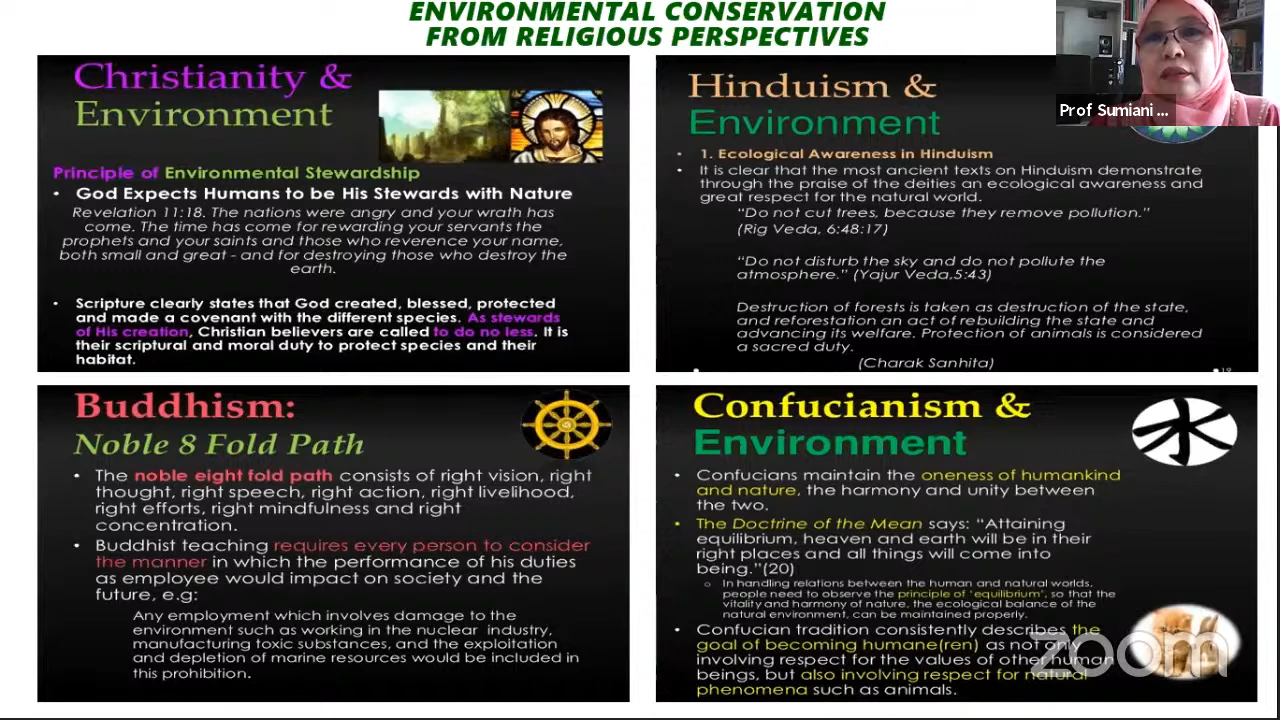 ENVIRONMENTAL CONSERVATION
FROM RELIGIOUS PERSPECTIVES
Prof Sumiani ...
Christianity &
Environment
Principle of Environmental Stewardship
• God Expects Humans to be His Stewards with Nature
Revelation 11:18. The nations were angry and your wrath has
come. The time has come for rewarding your servants the
prophets and your saints and those who reverence your name,
both small and great - and for destroying those who destroy the
earth.
• Scripture clearly states that God created, blessed, protected
and made a covenant with the different species. As stewards
of His creation, Christian believers are called to do no less. It is
their scriptural and moral duty to protect species and their
habitat.
Hinduism &
Environment
• 1. Ecological Awareness in Hinduism
• It is clear that the most ancient texts on Hinduism demonstrate
through the praise of the deities an ecological awareness and
great respect for the natural world.
“Do not cut trees, because they remove pollution.”
(Rig Veda, 6:48:17)
“Do not disturb the sky and do not pollute the
atmosphere.” (Yajur Veda,5:43)
Destruction of forests is taken as destruction of the state,
and reforestation an act of rebuilding the state and
advancing its welfare. Protection of animals is considered
a sacred duty.
(Charak Sanhita)
19
Buddhism:
Noble 8 Fold Path
• The noble eight fold path consists of right vision, right
thought, right speech, right action, right livelihood,
right efforts, right mindfulness and right
concentration.
• Buddhist teaching requires every person to consider
the manner in which the performance of his duties
as employee would impact on society and the
future, e.g:
Any employment which involves damage to the
environment such as working in the nuclear industry,
manufacturing toxic substances, and the exploitation
and depletion of marine resources would be included in
this prohibition.
Confucianism &
Environment
水
• Confucians maintain the oneness of humankind
and nature, the harmony and unity between
the two.
• The Doctrine of the Mean says: “Attaining
equilibrium, heaven and earth will be in their
right places and all things will come into
being.”(20)
o In handling relations between the human and natural worlds,
people need to observe the principle of ‘equilibrium’, so that the
vitality and harmony of nature, the ecological balance of the
natural environment, can be maintained properly.
• Confucian tradition consistently describes the
goal of becoming humane(ren) as not only
involving respect for the values of other human
beings, but also involving respect for natural
phenomena such as animals.
zoom